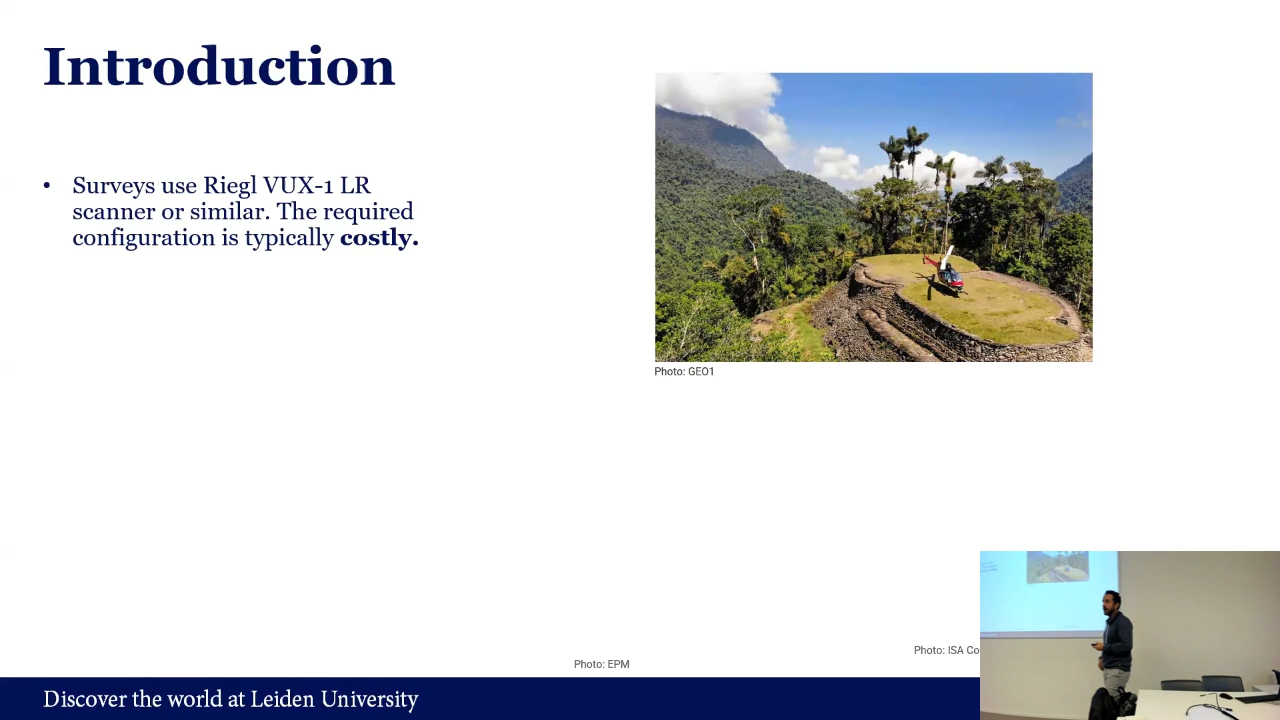 Introduction
• Surveys use Riegl VUX-1 LR
scanner or similar. The required
configuration is typically costly.
Photo: GEO1
Photo: ISA Co
Photo: EPM
Discover the world at Leiden University